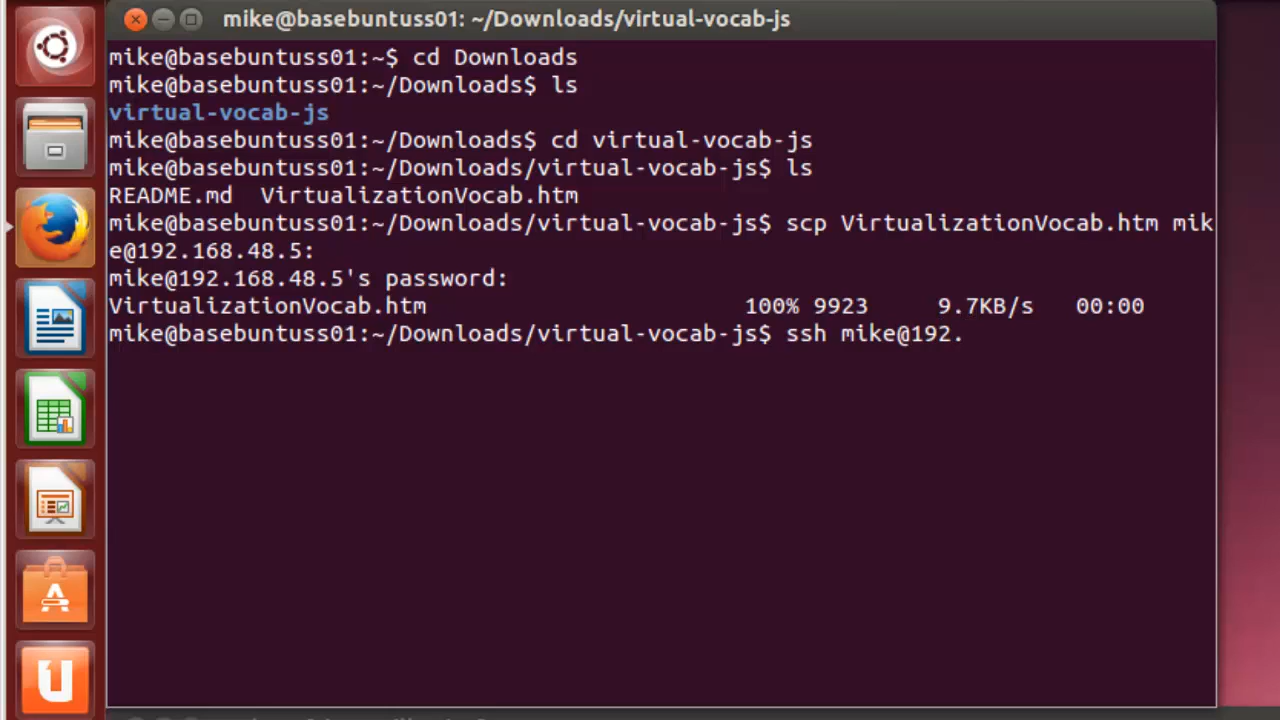 mike@basebuntuss01: ~/Downloads/virtual-vocab-js
mike@basebuntuss01:~$ cd Downloads
mike@basebuntuss01:~/Downloads$ ls
virtual-vocab-js
mike@basebuntuss01:~/Downloads$ cd virtual-vocab-js
mike@basebuntuss01:~/Downloads/virtual-vocab-js$ ls
README.md  VirtualizationVocab.htm
mike@basebuntuss01:~/Downloads/virtual-vocab-js$ scp VirtualizationVocab.htm mik
e@192.168.48.5:
mike@192.168.48.5's password:
VirtualizationVocab.htm 100% 9923 9.7KB/s 00:00
mike@basebuntuss01:~/Downloads/virtual-vocab-js$ ssh mike@192.